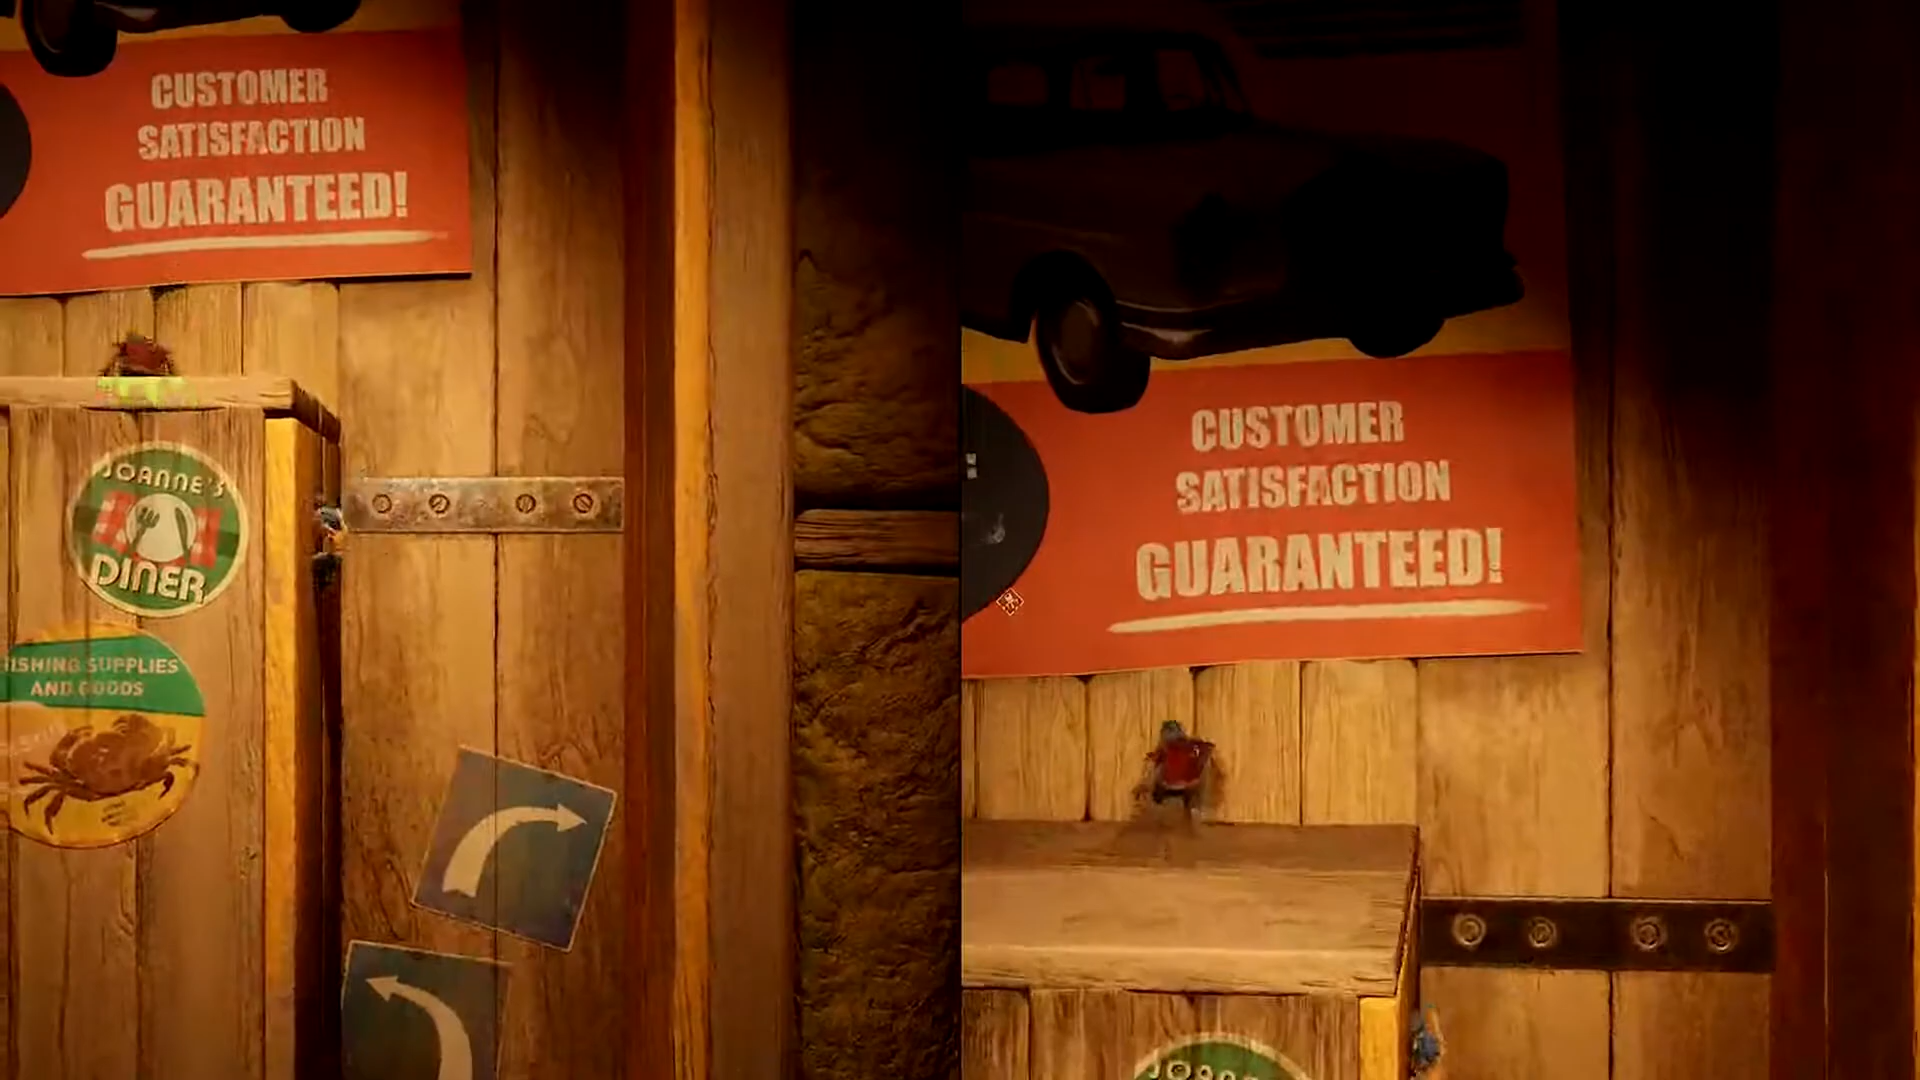 CUSTOMER
SATISFACTION
GUARANTEED!
JOANNE'S
DINER
FISHING SUPPLIES
AND GOODS
CUSTOMER
SATISFACTION
GUARANTEED!